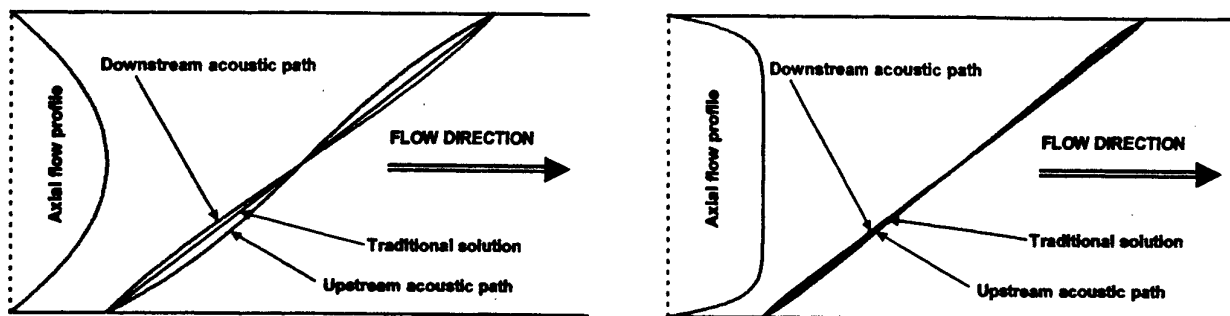 Downstream acoustic path
Axial flow profile
FLOW DIRECTION
Traditional solution
Upstream acoustic path
Downstream acoustic path
Axial flow profile
FLOW DIRECTION
Traditional solution
Upstream acoustic path